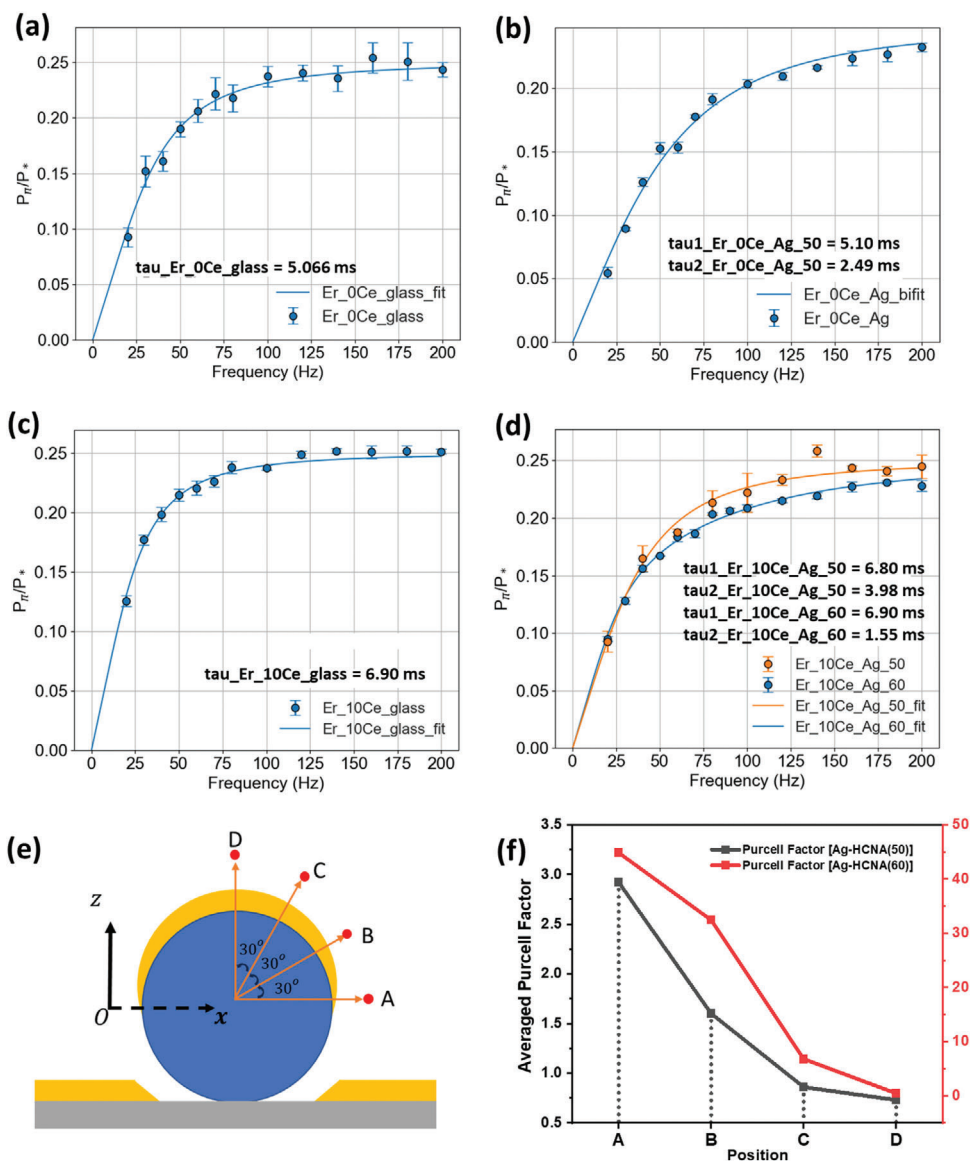 (a)
0.25
0.20
0.15
0.10
0.05
0.00
P_π/P_*
tau_Er_0Ce_glass = 5.066 ms
Er_0Ce_glass_fit
Er_0Ce_glass
0 25 50 75 100 125 150 175 200
Frequency (Hz)
(b)
0.20
0.15
0.10
0.05
0.00
P_π/P_*
tau1_Er_0Ce_Ag_50 = 5.10 ms
tau2_Er_0Ce_Ag_50 = 2.49 ms
Er_0Ce_Ag_bifit
Er_0Ce_Ag
0 25 50 75 100 125 150 175 200
Frequency (Hz)
(c)
0.25
0.20
0.15
0.10
0.05
0.00
P_π/P_*
tau_Er_10Ce_glass = 6.90 ms
Er_10Ce_glass
Er_10Ce_glass_fit
0 25 50 75 100 125 150 175 200
Frequency (Hz)
(d)
0.25
0.20
0.15
0.10
0.05
0.00
P_π/P_*
tau1_Er_10Ce_Ag_50 = 6.80 ms
tau2_Er_10Ce_Ag_50 = 3.98 ms
tau1_Er_10Ce_Ag_60 = 6.90 ms
tau2_Er_10Ce_Ag_60 = 1.55 ms
Er_10Ce_Ag_50
Er_10Ce_Ag_60
Er_10Ce_Ag_50_fit
Er_10Ce_Ag_60_fit
0 25 50 75 100 125 150 175 200
Frequency (Hz)
(e)
D
C
z
B
30°
30°
30°
A
O
x
(f)
3.5
3.0
2.5
2.0
1.5
1.0
0.5
Averaged Purcell Factor
Purcell Factor [Ag-HCNA(50)]
Purcell Factor [Ag-HCNA(60)]
50
40
30
20
10
0
A B C D
Position